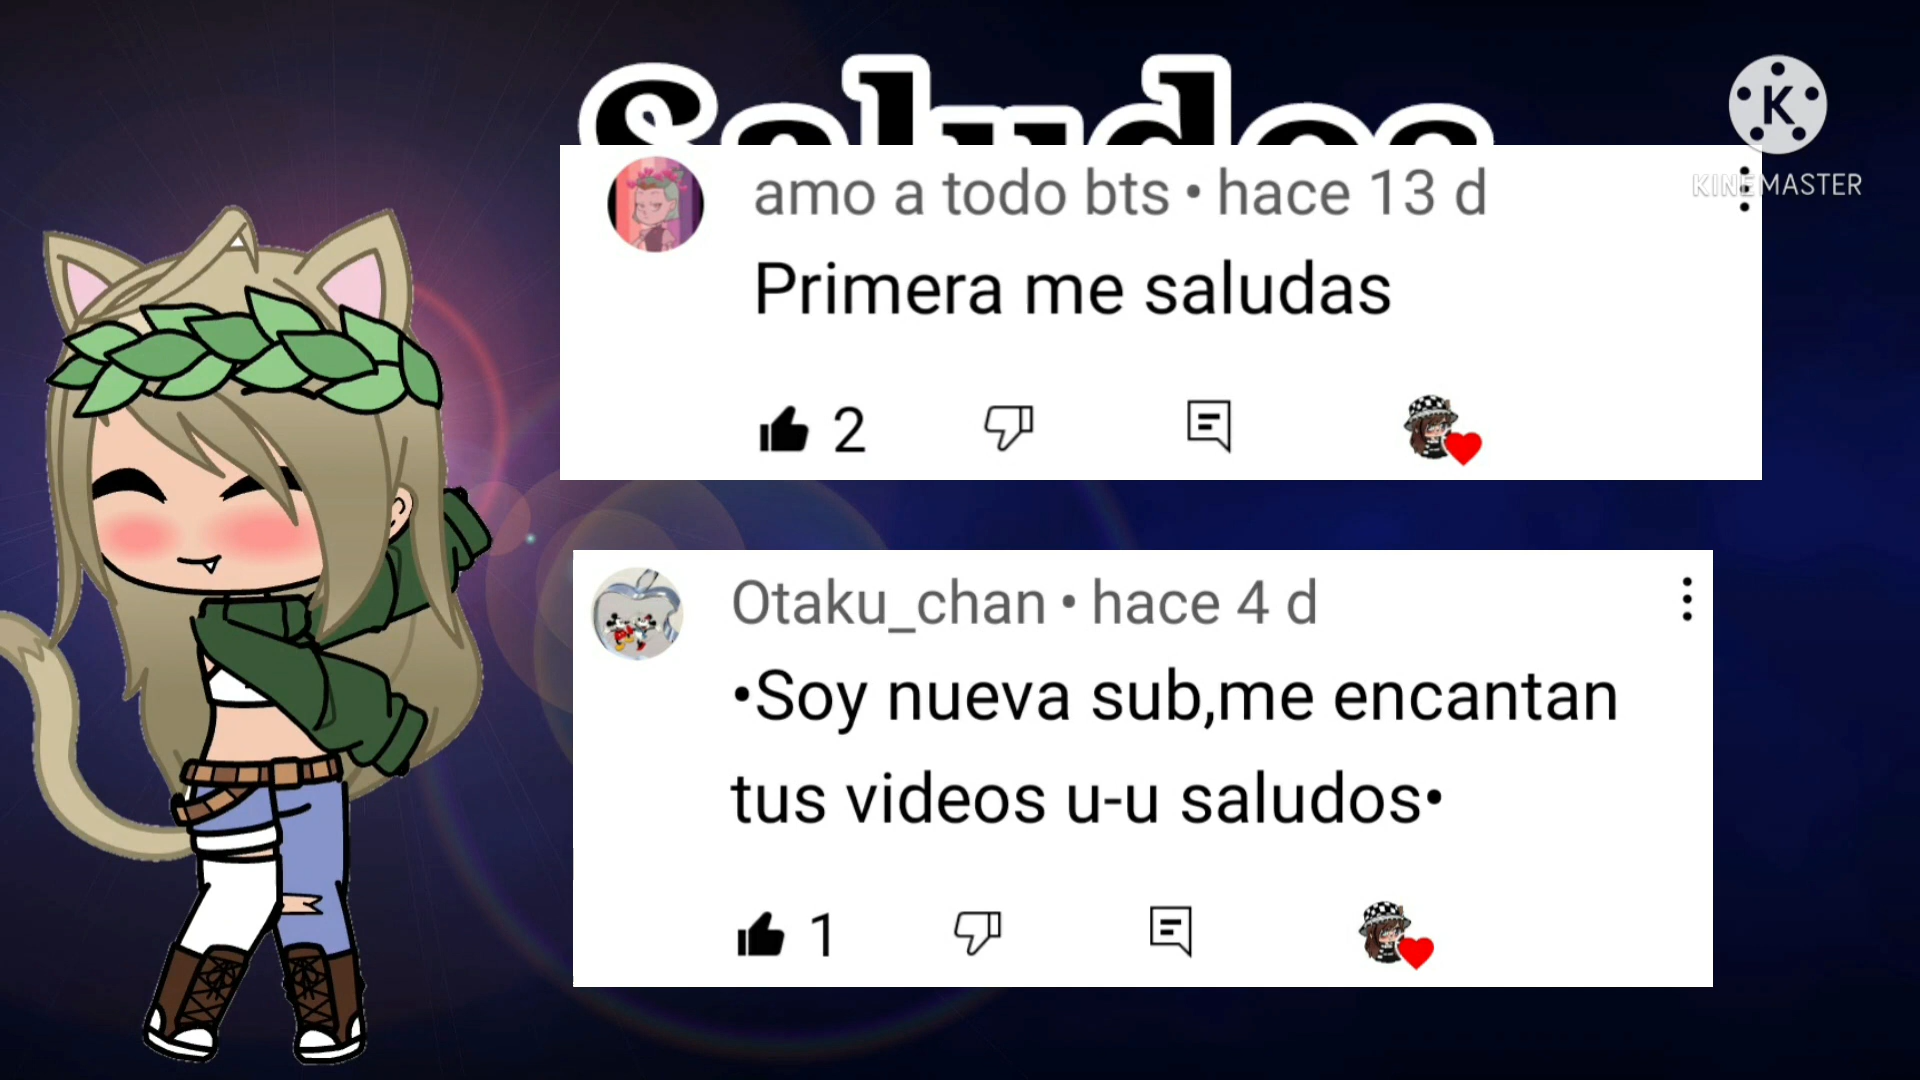 Saludos
K
KINEMASTER
amo a todo bts • hace 13 d
Primera me saludas
2
Otaku_chan • hace 4 d
•Soy nueva sub,me encantan
tus videos u-u saludos•
1